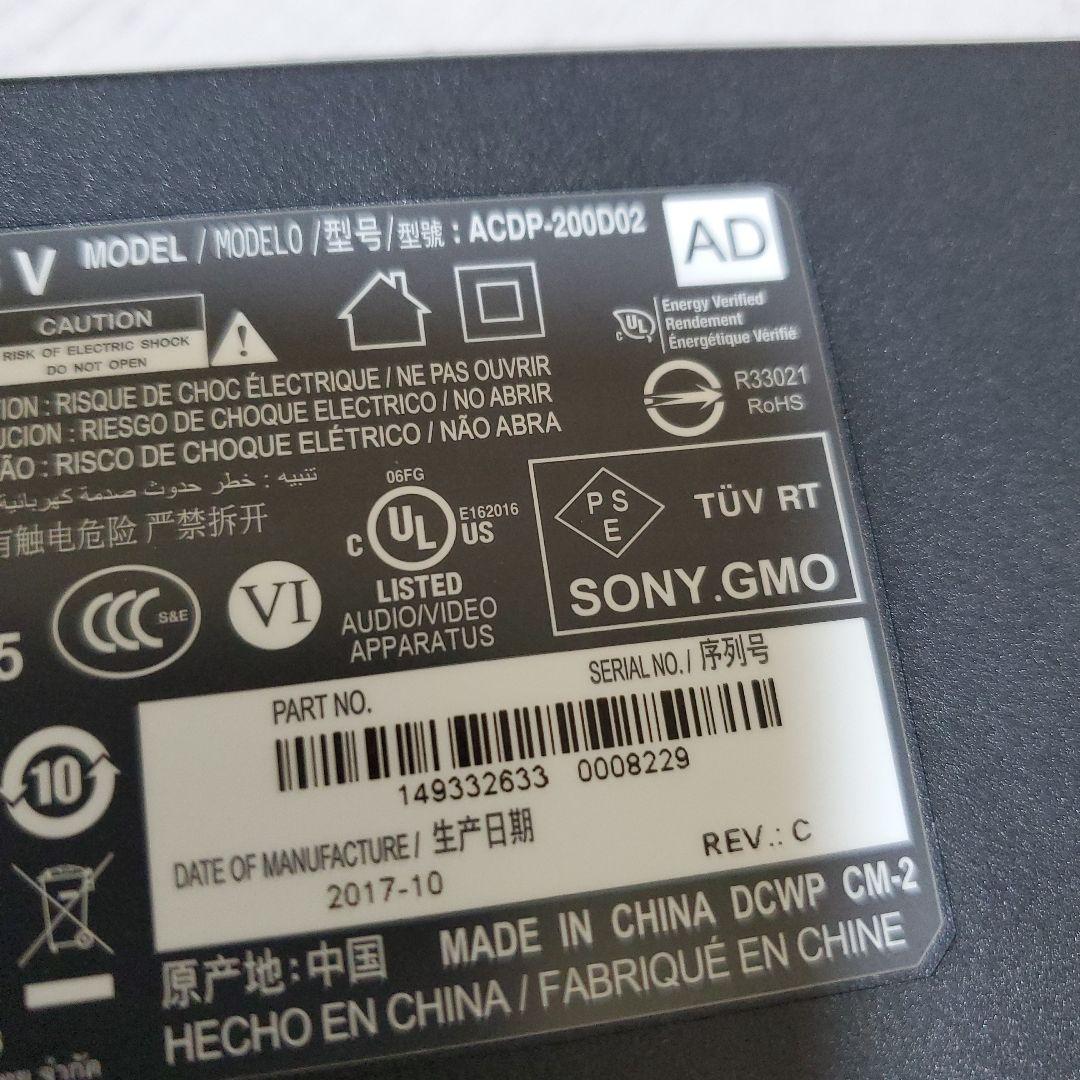 V MODEL / MODELO / 型号 / 型號 : ACDP-200D02
AD
CAUTION
RISK OF ELECTRIC SHOCK
DO NOT OPEN
Energy Verified
Rendement
Énergétique Vérifié
C UL
ION : RISQUE DE CHOC ÉLECTRIQUE / NE PAS OUVRIR
UCION : RIESGO DE CHOQUE ELECTRICO / NO ABRIR
ÃO : RISCO DE CHOQUE ELÉTRICO / NÃO ABRA
R33021
RoHS
تنبيه : خطر حدوث صدمة كهربائية
有触电危险 严禁拆开
06FG
C UL US
E162016
LISTED
AUDIO/VIDEO
APPARATUS
PS
E
TÜV RT
SONY.GMO
5
CCC S&E
VI
PART NO.
SERIAL NO. / 序列号
149332633 0008229
10
DATE OF MANUFACTURE / 生产日期
2017-10
REV.: C
原产地:中国 MADE IN CHINA DCWP CM-2
HECHO EN CHINA / FABRIQUÉ EN CHINE